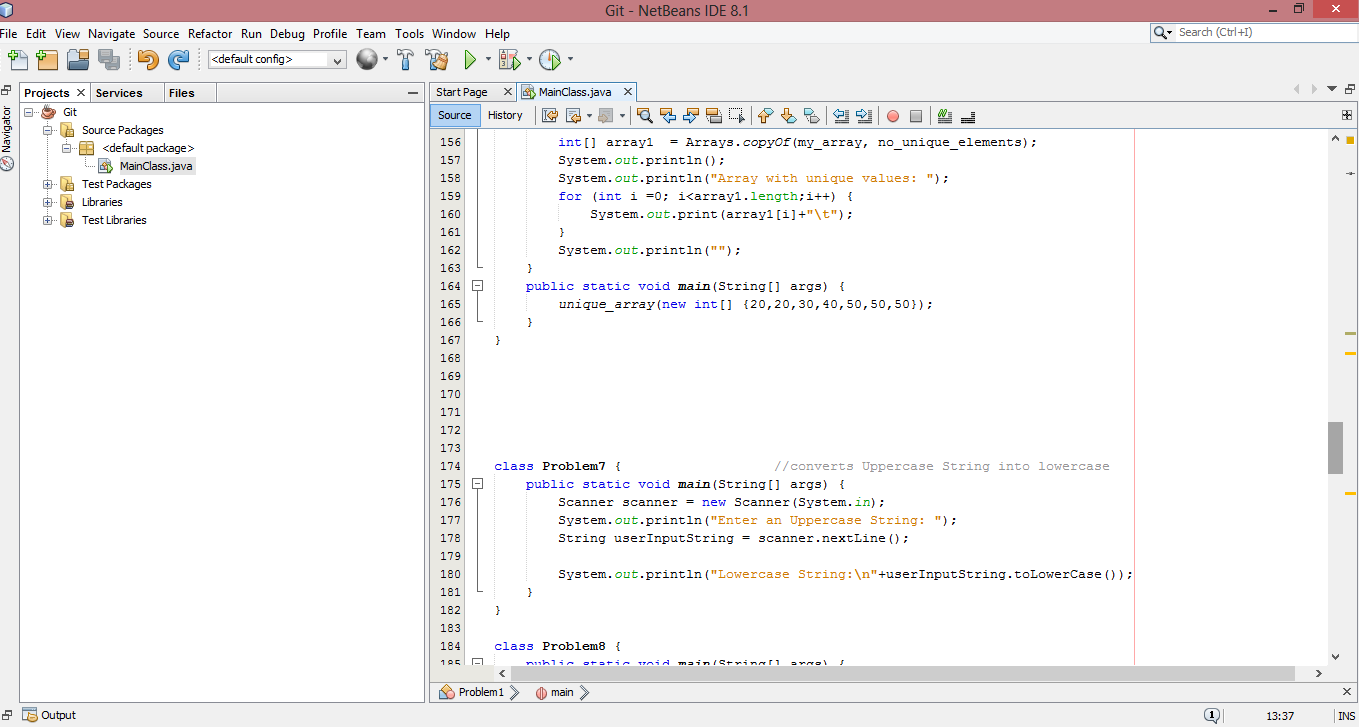 Git - NetBeans IDE 8.1
File Edit View Navigate Source Refactor Run Debug Profile Team Tools Window Help
Search (Ctrl+I)
<default config>
Projects Services Files
Navigator
Git
Source Packages
<default package>
MainClass.java
Test Packages
Libraries
Test Libraries
Start Page MainClass.java
Source History
156 int[] array1  = Arrays.copyOf(my_array, no_unique_elements);
157 System.out.println();
158 System.out.println("Array with unique values: ");
159 for (int i =0; i<array1.length;i++) {
160 System.out.print(array1[i]+"\t");
161 }
162 System.out.println("");
163 }
164 public static void main(String[] args) {
165 unique_array(new int[] {20,20,30,40,50,50,50});
166 }
167 }
168
169
170
171
172
173
174 class Problem7 { //converts Uppercase String into lowercase
175 public static void main(String[] args) {
176 Scanner scanner = new Scanner(System.in);
177 System.out.println("Enter an Uppercase String: ");
178 String userInputString = scanner.nextLine();
179
180 System.out.println("Lowercase String:\n"+userInputString.toLowerCase());
181 }
182 }
183
184 class Problem8 {
185 public static void main(String[] args) {
Problem1 main
Output
1
13:37 INS